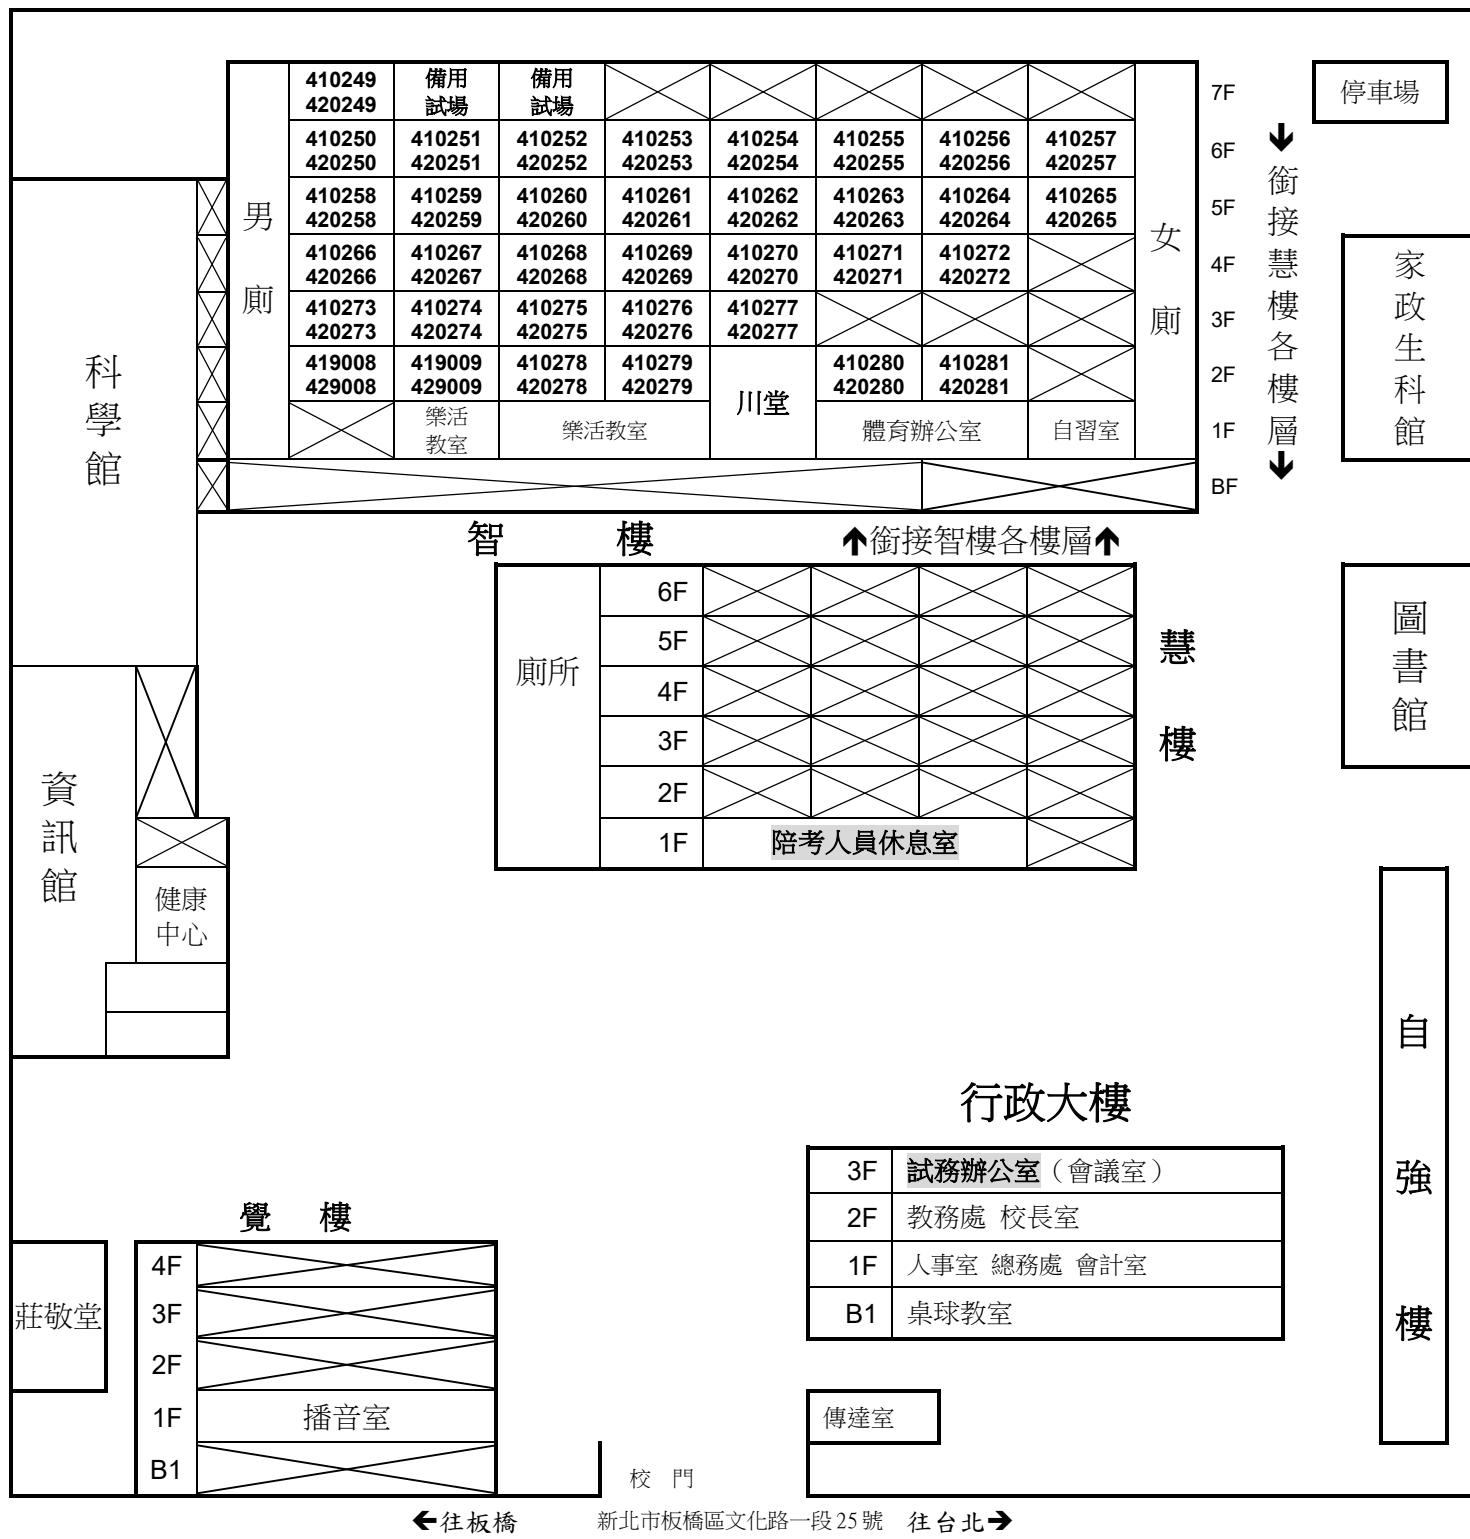 410249 備用 備用
420249 試場 試場
7F
停車場
410250 410251 410252 410253 410254 410255 410256 410257
420250 420251 420252 420253 420254 420255 420256 420257
6F
410258 410259 410260 410261 410262 410263 410264 410265
420258 420259 420260 420261 420262 420263 420264 420265
5F
410266 410267 410268 410269 410270 410271 410272
420266 420267 420268 420269 420270 420271 420272
4F
410273 410274 410275 410276 410277
420273 420274 420275 420276 420277
3F
419008 419009 410278 410279 410280 410281
429008 429009 420278 420279 420280 420281
2F
川堂
樂活
教室
樂活教室
體育辦公室
自習室
1F
BF
男廁
女廁
↓銜接慧樓各樓層↓
科學館
家政生科館
智 樓
↑銜接智樓各樓層↑
廁所
6F
5F
4F
3F
2F
1F 陪考人員休息室
慧樓
圖書館
資訊館
健康
中心
自強樓
行政大樓
3F 試務辦公室（會議室）
2F 教務處 校長室
1F 人事室 總務處 會計室
B1 桌球教室
覺 樓
4F
3F
2F
1F 播音室
B1
莊敬堂
傳達室
校 門
←往板橋 新北市板橋區文化路一段25號 往台北→